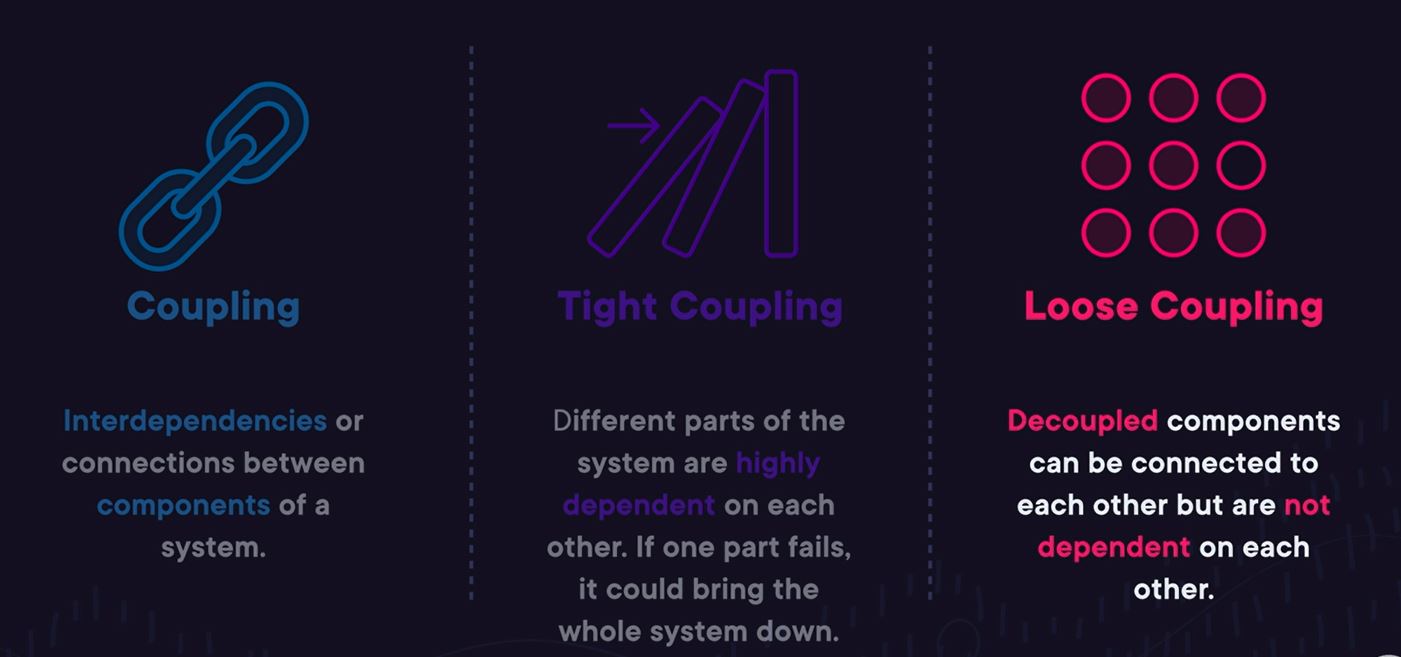 Coupling
Interdependencies or
connections between
components of a
system.
Tight Coupling
Different parts of the
system are highly
dependent on each
other. If one part fails,
it could bring the
whole system down.
Loose Coupling
Decoupled components
can be connected to
each other but are not
dependent on each
other.